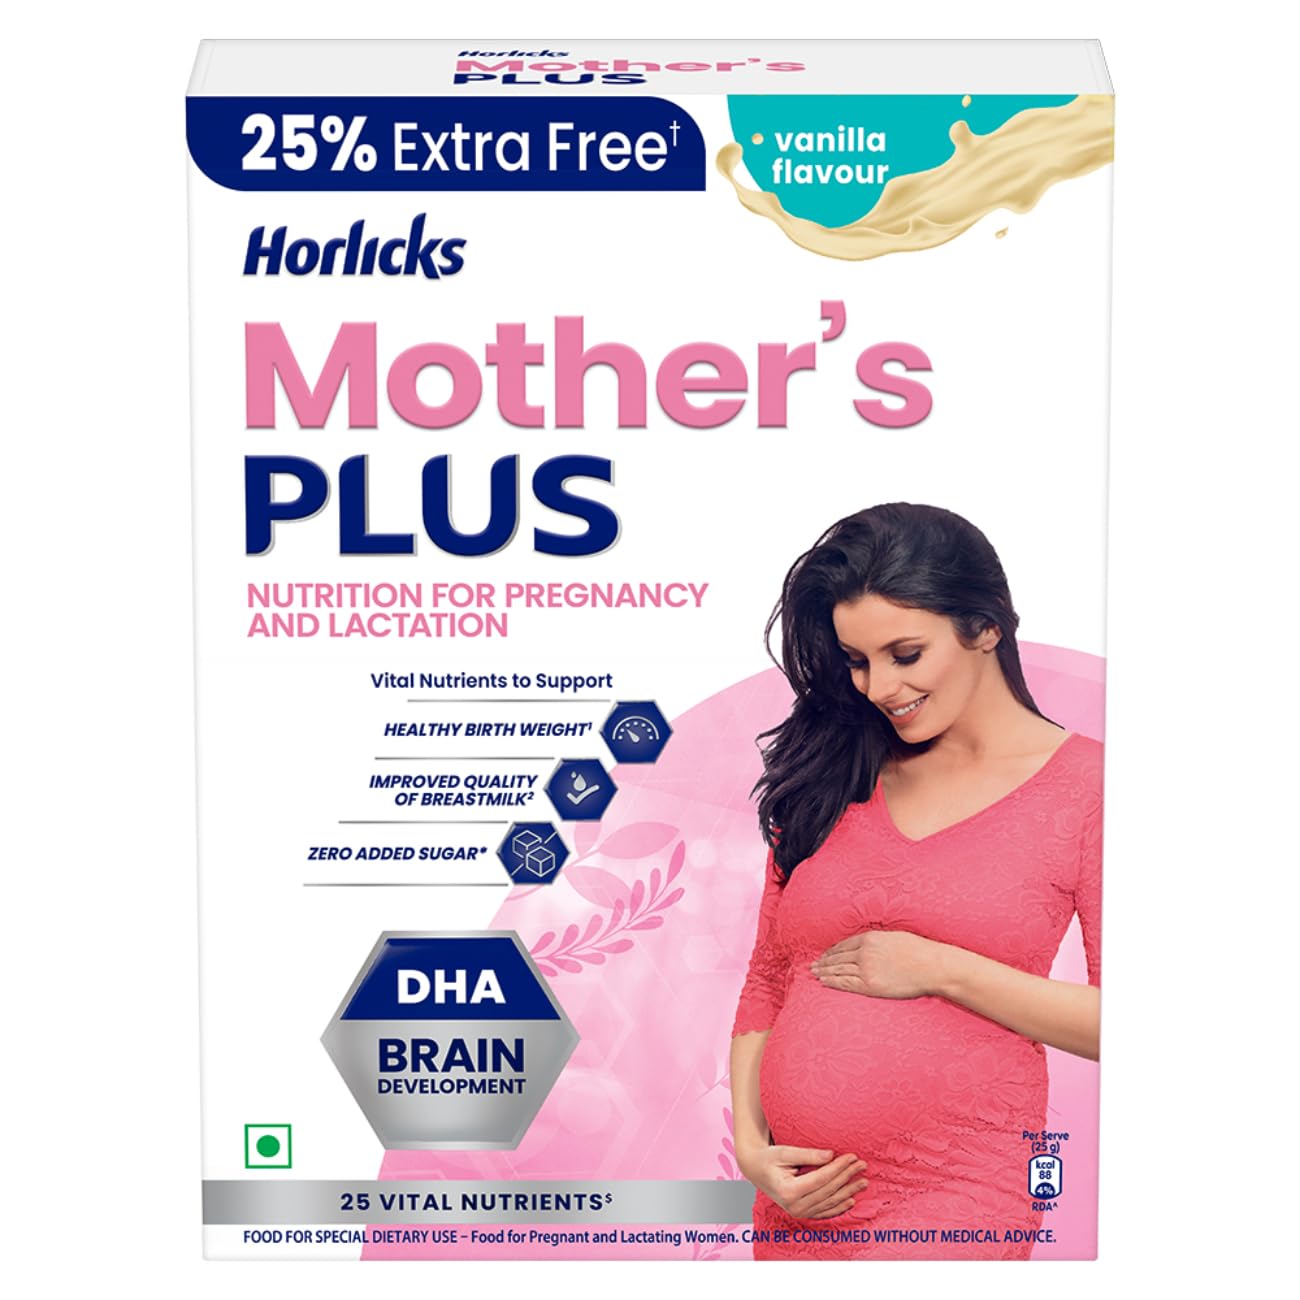 Horlicks
Mother's
PLUS
25% Extra Free†
vanilla
flavour
Horlicks
Mother's
PLUS
NUTRITION FOR PREGNANCY
AND LACTATION
Vital Nutrients to Support
HEALTHY BIRTH WEIGHT¹
IMPROVED QUALITY
OF BREASTMILK²
ZERO ADDED SUGAR*
DHA
BRAIN
DEVELOPMENT
Per Serve
(25 g)
kcal
88
4%
RDA^
25 VITAL NUTRIENTS$
FOOD FOR SPECIAL DIETARY USE – Food for Pregnant and Lactating Women. CAN BE CONSUMED WITHOUT MEDICAL ADVICE.